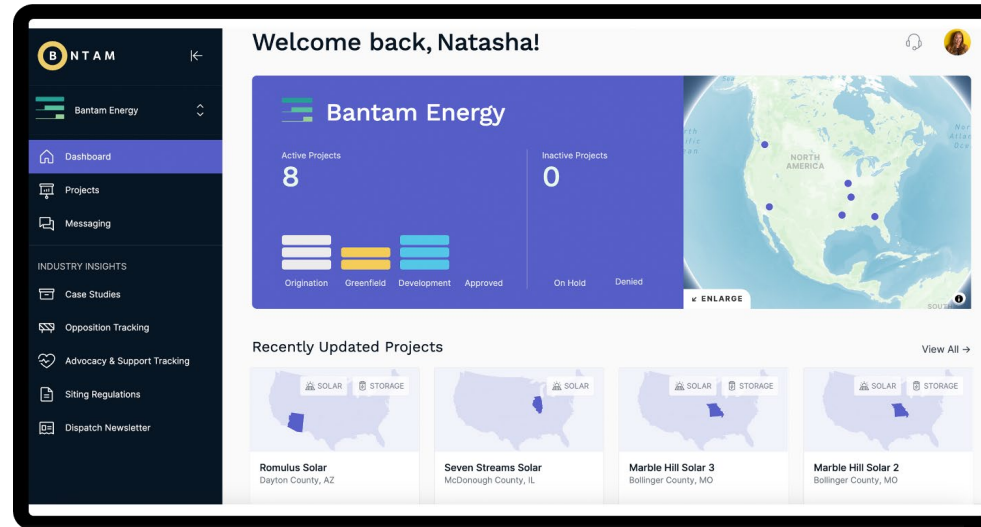 Welcome back, Natasha!
B NTAM
Bantam Energy
Dashboard
Projects
Messaging
INDUSTRY INSIGHTS
Case Studies
Opposition Tracking
Advocacy & Support Tracking
Siting Regulations
Dispatch Newsletter
Bantam Energy
Active Projects
8
Inactive Projects
0
Origination Greenfield Development Approved
On Hold Denied
NORTH
AMERICA
ENLARGE
Recently Updated Projects
View All →
SOLAR STORAGE
Romulus Solar
Dayton County, AZ
SOLAR
Seven Streams Solar
McDonough County, IL
SOLAR STORAGE
Marble Hill Solar 3
Bollinger County, MO
SOLAR STORAGE
Marble Hill Solar 2
Bollinger County, MO